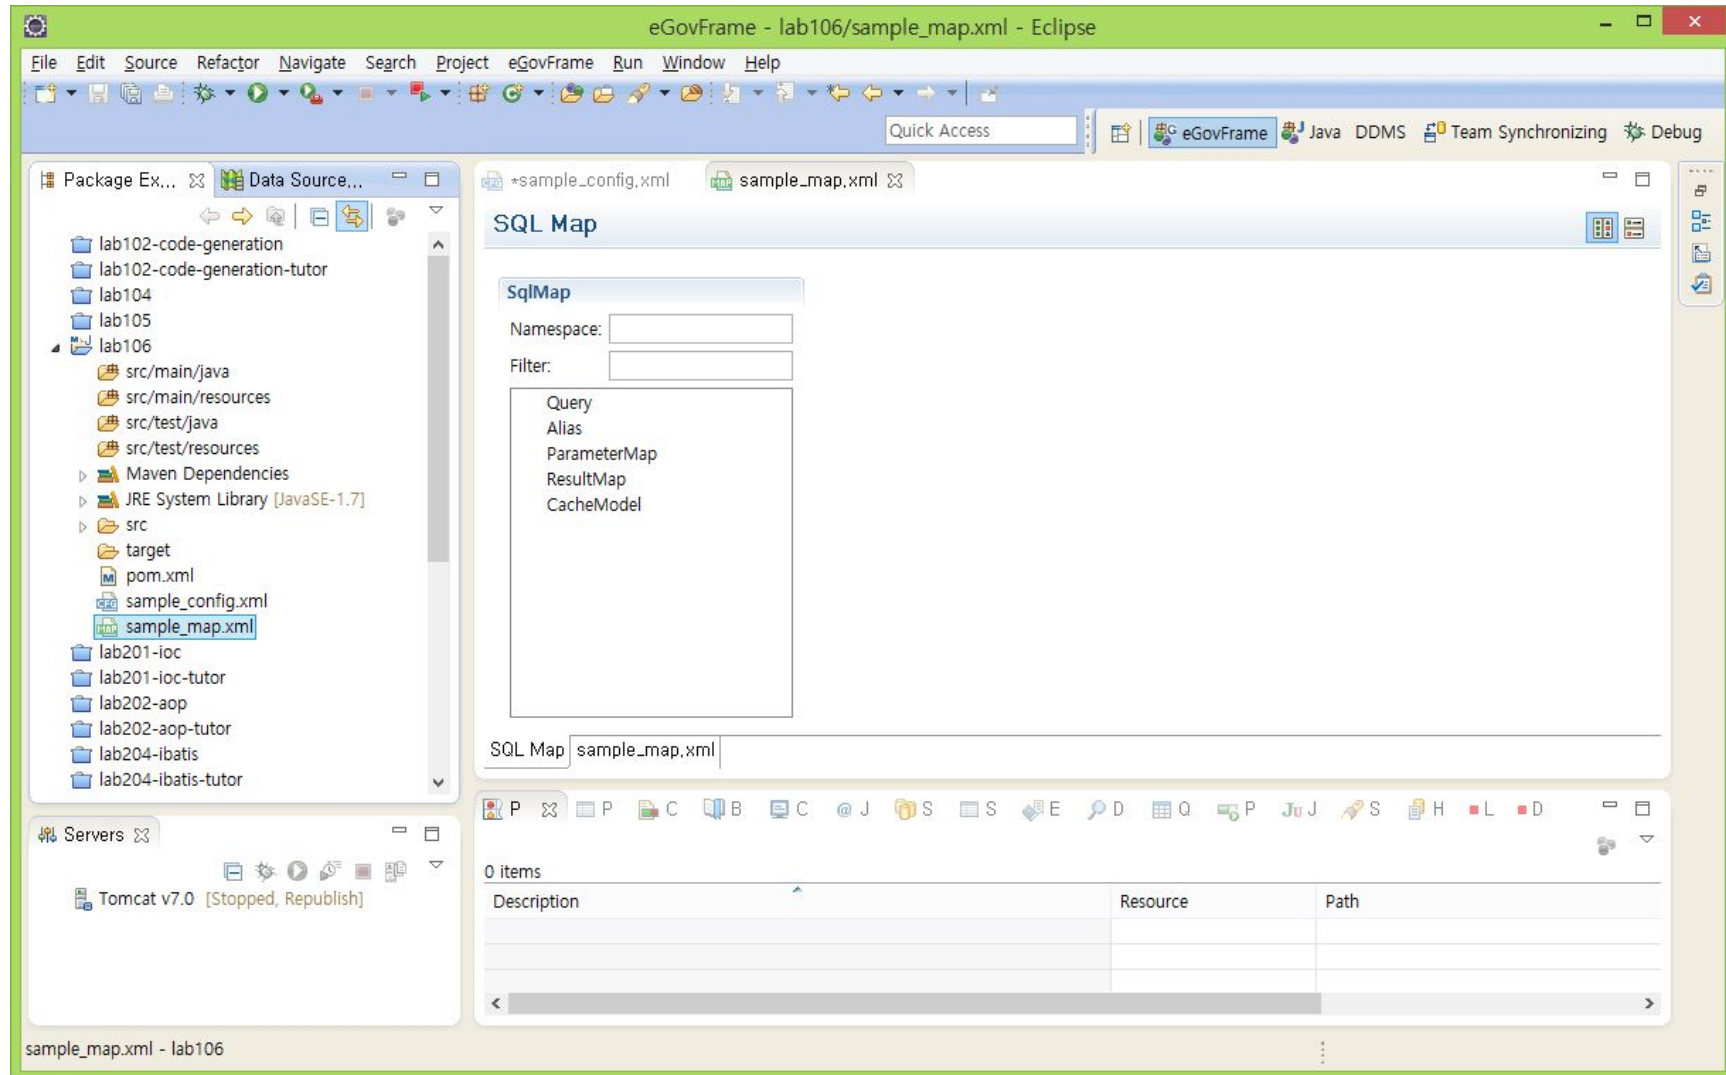 eGovFrame - lab106/sample_map.xml - Eclipse
File Edit Source Refactor Navigate Search Project eGovFrame Run Window Help
Quick Access
eGovFrame Java DDMS Team Synchronizing Debug
Package Ex... Data Source...
lab102-code-generation
lab102-code-generation-tutor
lab104
lab105
lab106
src/main/java
src/main/resources
src/test/java
src/test/resources
Maven Dependencies
JRE System Library [JavaSE-1.7]
src
target
pom.xml
sample_config.xml
sample_map.xml
lab201-ioc
lab201-ioc-tutor
lab202-aop
lab202-aop-tutor
lab204-ibatis
lab204-ibatis-tutor
*sample_config.xml sample_map.xml
SQL Map
SqlMap
Namespace:
Filter:
Query
Alias
ParameterMap
ResultMap
CacheModel
SQL Map sample_map.xml
Servers
Tomcat v7.0 [Stopped, Republish]
P P C B C @ J S S E D Q P Ju J S H L D
0 items
Description Resource Path
sample_map.xml - lab106